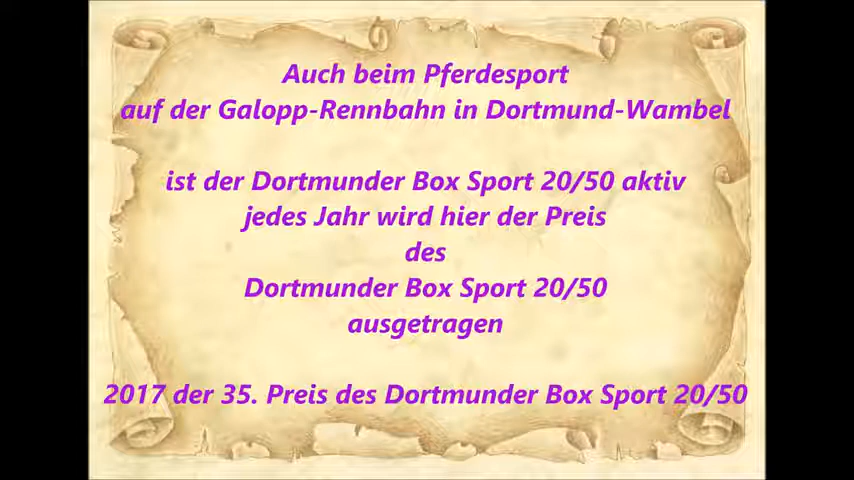 Auch beim Pferdesport
auf der Galopp-Rennbahn in Dortmund-Wambel
ist der Dortmunder Box Sport 20/50 aktiv
jedes Jahr wird hier der Preis
des
Dortmunder Box Sport 20/50
ausgetragen
2017 der 35. Preis des Dortmunder Box Sport 20/50